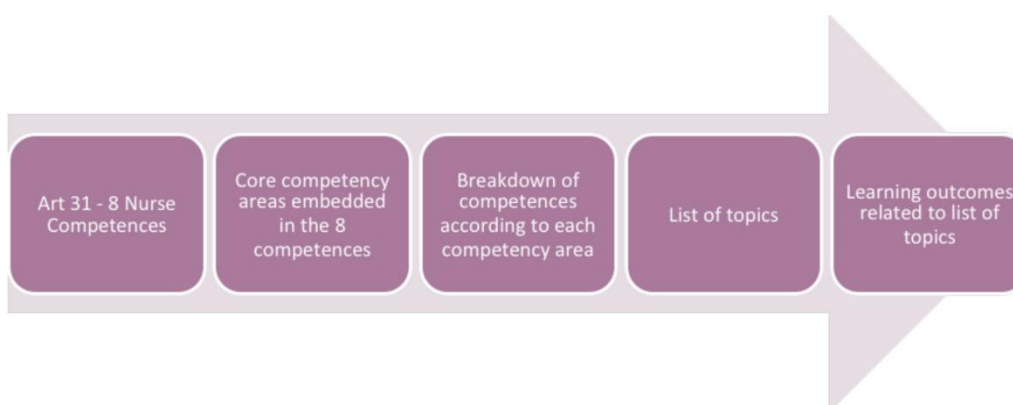 Art 31 - 8 Nurse
Competences
Core competency
areas embedded
in the 8
competences
Breakdown of
competences
according to each
competency area
List of topics
Learning outcomes
related to list of
topics